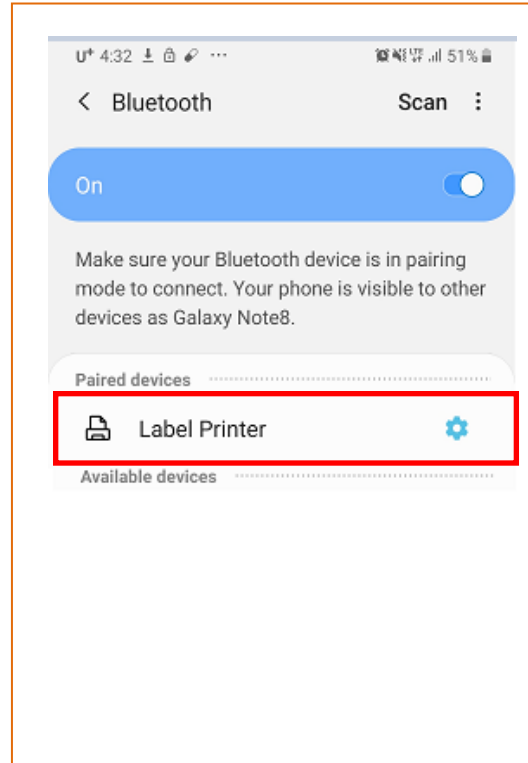 U+ 4:32 51%
Bluetooth Scan
On
Make sure your Bluetooth device is in pairing
mode to connect. Your phone is visible to other
devices as Galaxy Note8.
Paired devices
Label Printer
Available devices